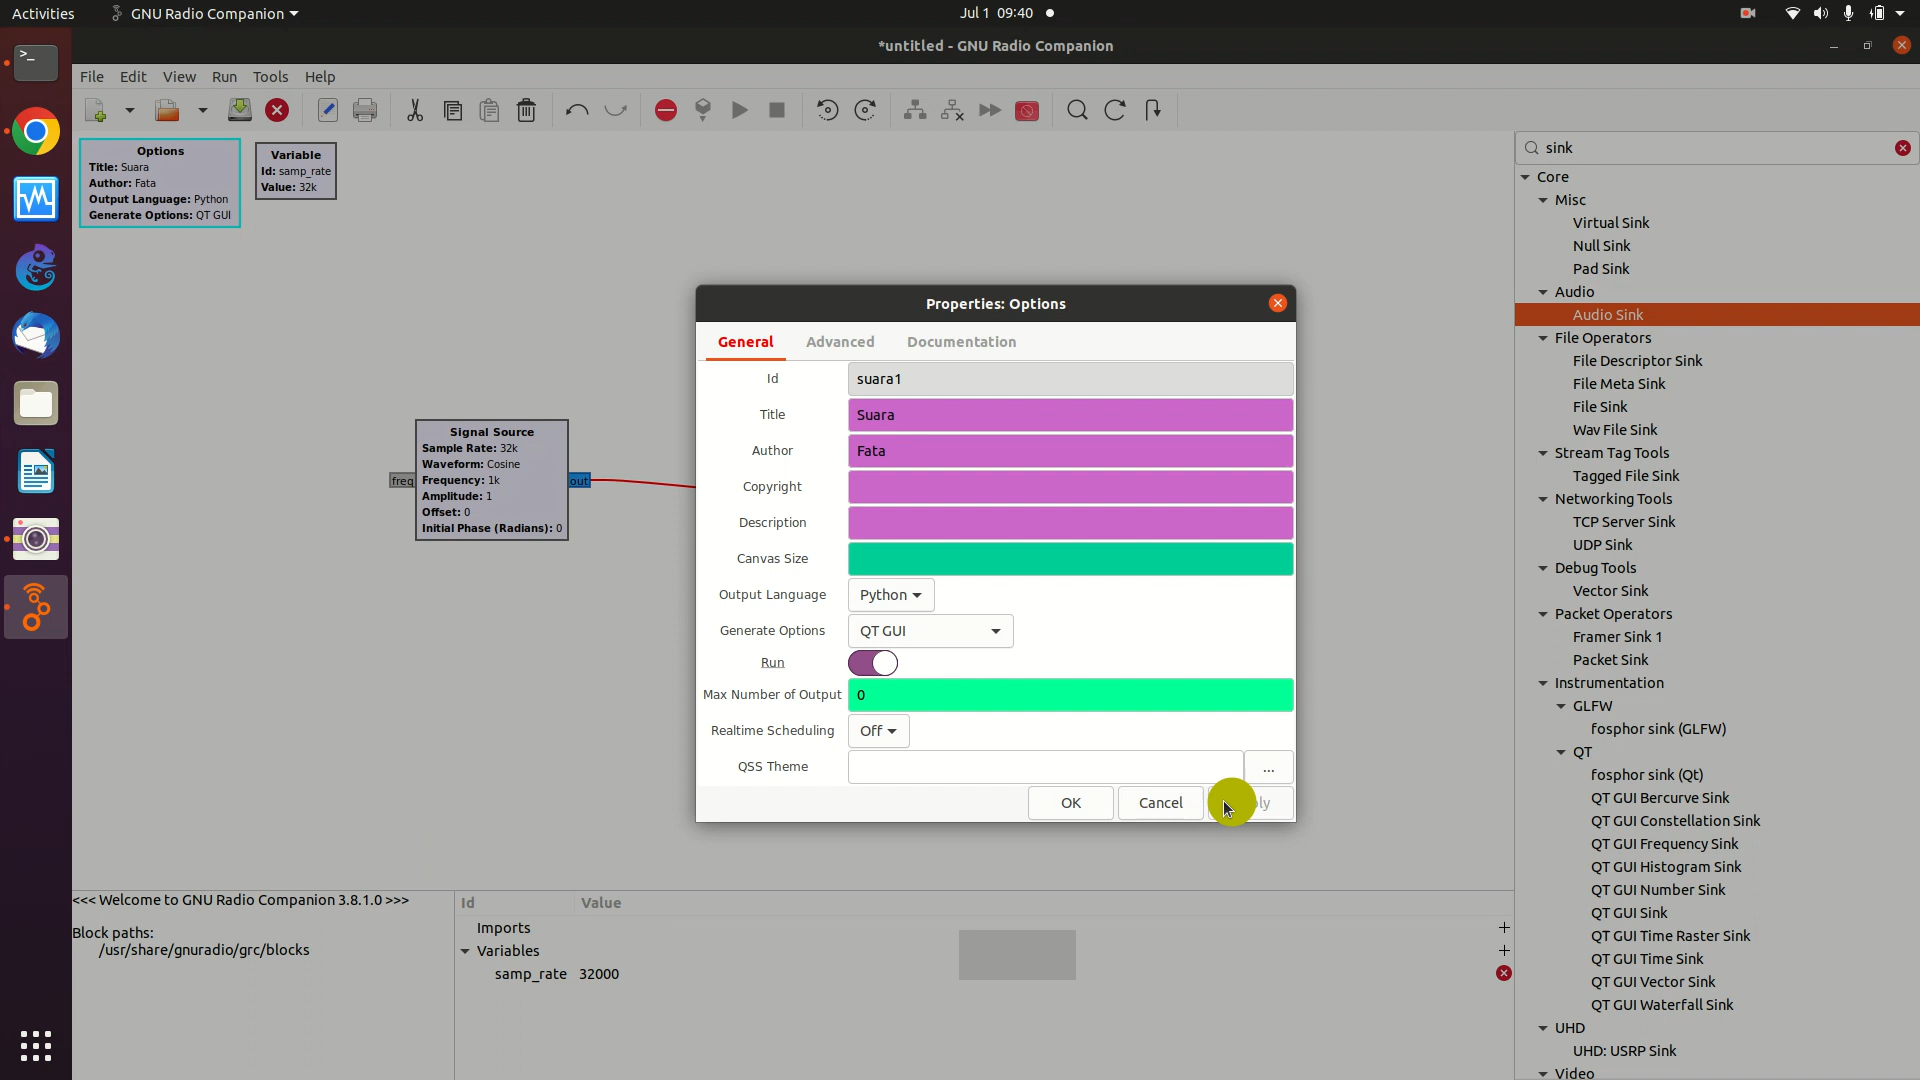 Activities
GNU Radio Companion
Jul 1 09:40
*untitled - GNU Radio Companion
File Edit View Run Tools Help
Options
Title: Suara
Author: Fata
Output Language: Python
Generate Options: QT GUI
Variable
Id: samp_rate
Value: 32k
Signal Source
Sample Rate: 32k
Waveform: Cosine
Frequency: 1k
Amplitude: 1
Offset: 0
Initial Phase (Radians): 0
freq
out
Properties: Options
General Advanced Documentation
Id suara1
Title Suara
Author Fata
Copyright
Description
Canvas Size
Output Language Python
Generate Options QT GUI
Run
Max Number of Output 0
Realtime Scheduling Off
QSS Theme ...
OK Cancel
sink
Core
Misc
Virtual Sink
Null Sink
Pad Sink
Audio
Audio Sink
File Operators
File Descriptor Sink
File Meta Sink
File Sink
Wav File Sink
Stream Tag Tools
Tagged File Sink
Networking Tools
TCP Server Sink
UDP Sink
Debug Tools
Vector Sink
Packet Operators
Framer Sink 1
Packet Sink
Instrumentation
GLFW
fosphor sink (GLFW)
QT
fosphor sink (Qt)
QT GUI Bercurve Sink
QT GUI Constellation Sink
QT GUI Frequency Sink
QT GUI Histogram Sink
QT GUI Number Sink
QT GUI Sink
QT GUI Time Raster Sink
QT GUI Time Sink
QT GUI Vector Sink
QT GUI Waterfall Sink
UHD
UHD: USRP Sink
Video
<<< Welcome to GNU Radio Companion 3.8.1.0 >>>
Block paths:
/usr/share/gnuradio/grc/blocks
Id Value
Imports
Variables
samp_rate 32000